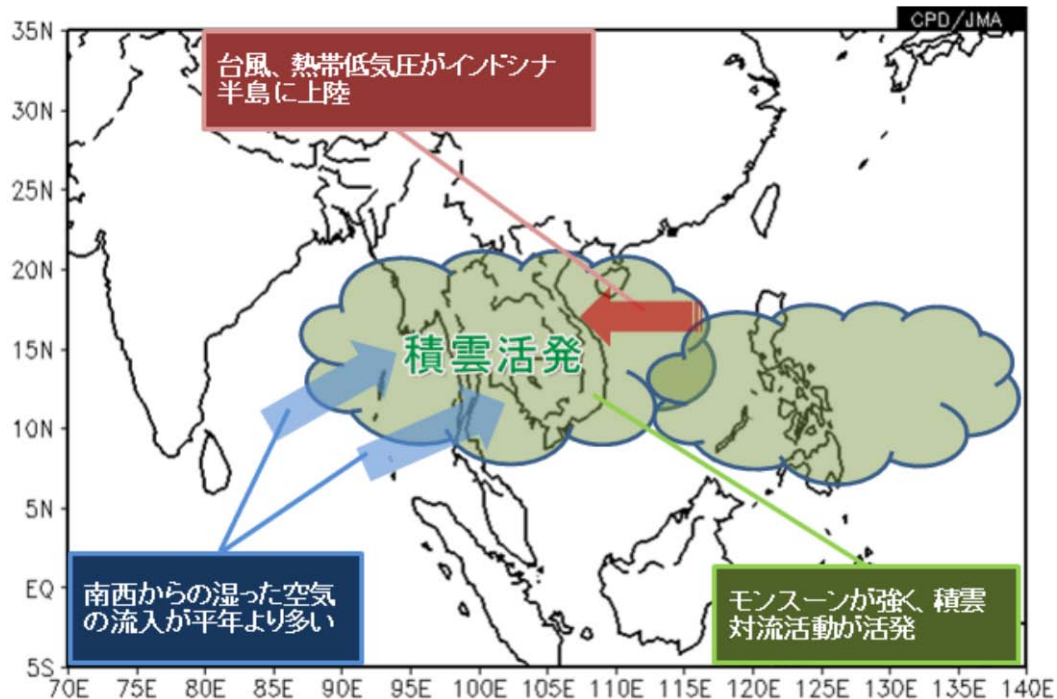 CPD/JMA
35N
30N
25N
20N
15N
10N
5N
EQ
5S
台風、熱帯低気圧がインドシナ
半島に上陸
積雲活発
南西からの湿った空気
の流入が平年より多い
モンスーンが強く、積雲
対流活動が活発
70E 75E 80E 85E 90E 95E 100E 105E 110E 115E 120E 125E 130E 135E 140E